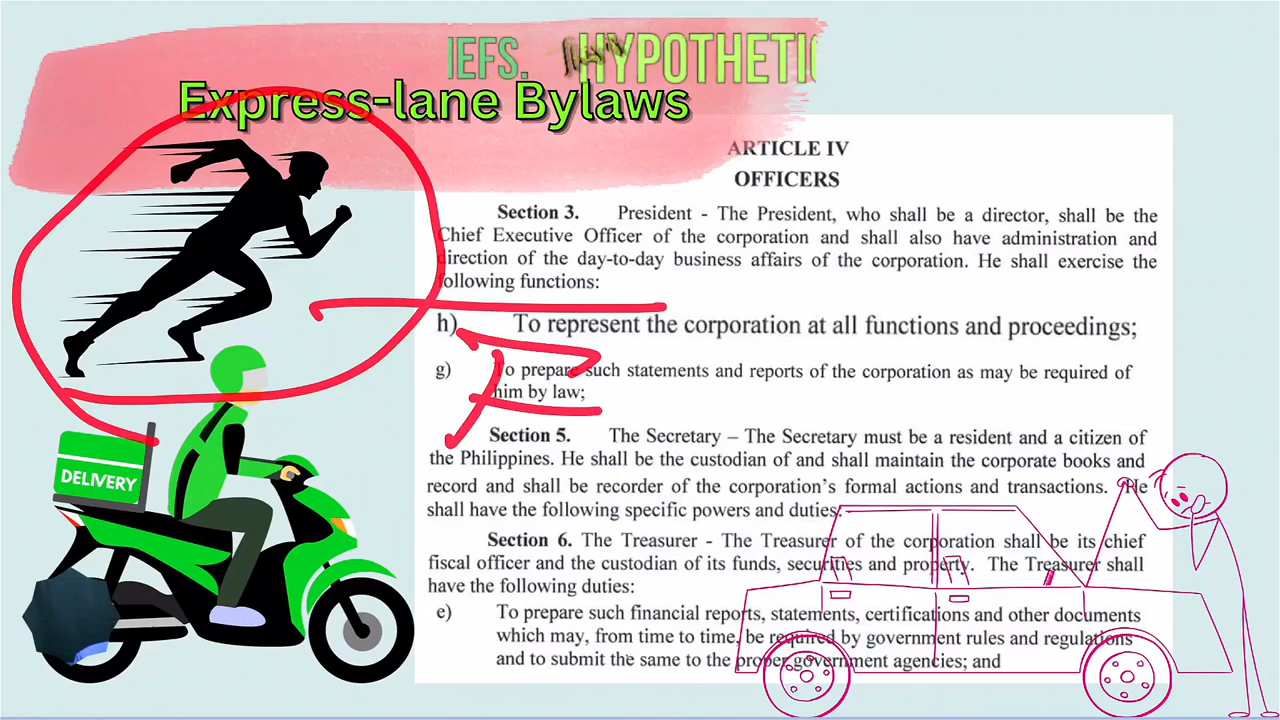 IEFS. HYPOTHETIC
Express-lane Bylaws
ARTICLE IV
OFFICERS
Section 3. President - The President, who shall be a director, shall be the
Chief Executive Officer of the corporation and shall also have administration and
direction of the day-to-day business affairs of the corporation. He shall exercise the
following functions:
h) To represent the corporation at all functions and proceedings;
g) To prepare such statements and reports of the corporation as may be required of
him by law;
Section 5. The Secretary – The Secretary must be a resident and a citizen of
the Philippines. He shall be the custodian of and shall maintain the corporate books and
record and shall be recorder of the corporation's formal actions and transactions. He
shall have the following specific powers and duties:
Section 6. The Treasurer - The Treasurer of the corporation shall be its chief
fiscal officer and the custodian of its funds, securities and property. The Treasurer shall
have the following duties:
e) To prepare such financial reports, statements, certifications and other documents
which may, from time to time, be required by government rules and regulations
and to submit the same to the proper government agencies; and
DELIVERY